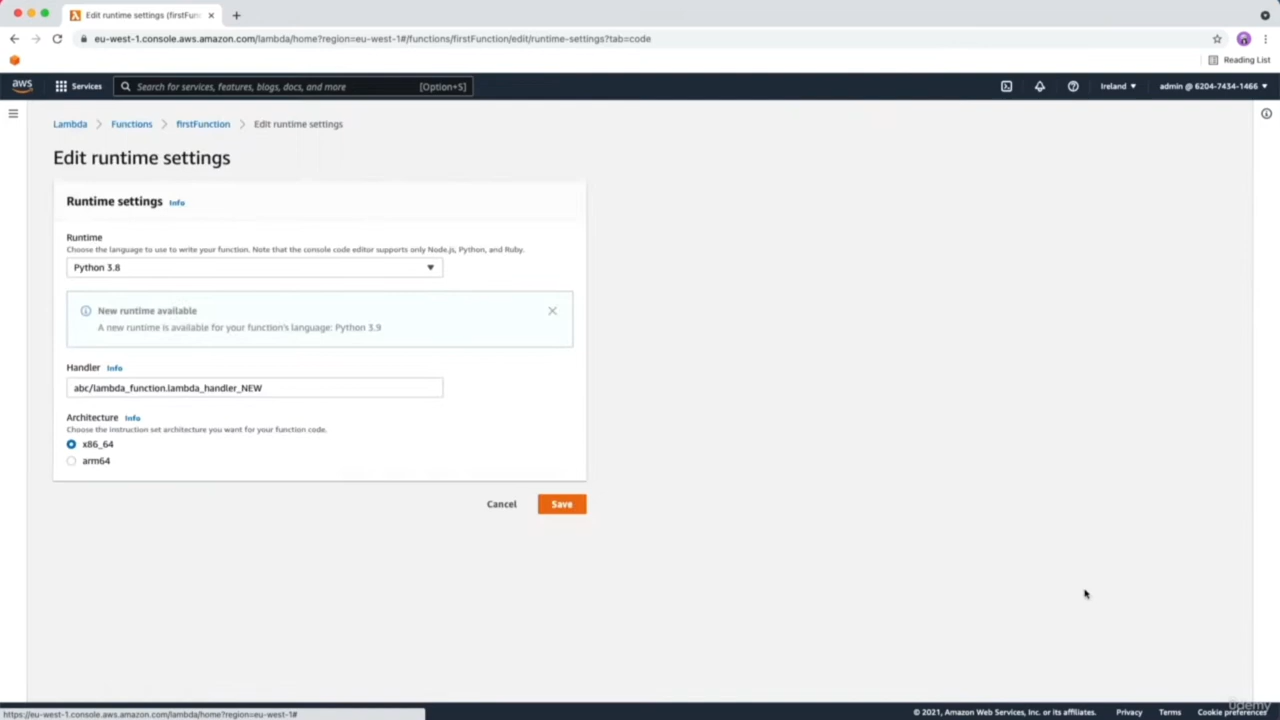 Edit runtime settings (firstFun
eu-west-1.console.aws.amazon.com/lambda/home?region=eu-west-1#/functions/firstFunction/edit/runtime-settings?tab=code
Reading List
aws
Services
Search for services, features, blogs, docs, and more
[Option+S]
Ireland ▼
admin @ 6204-7434-1466 ▼
Lambda > Functions > firstFunction > Edit runtime settings
Edit runtime settings
Runtime settings Info
Runtime
Choose the language to use to write your function. Note that the console code editor supports only Node.js, Python, and Ruby.
Python 3.8
New runtime available
A new runtime is available for your function's language: Python 3.9
Handler Info
abc/lambda_function.lambda_handler_NEW
Architecture Info
Choose the instruction set architecture you want for your function code.
x86_64
arm64
Cancel
Save
https://eu-west-1.console.aws.amazon.com/lambda/home?region=eu-west-1#
© 2021, Amazon Web Services, Inc. or its affiliates.
Privacy
Terms
Cookie preferences
Udemy